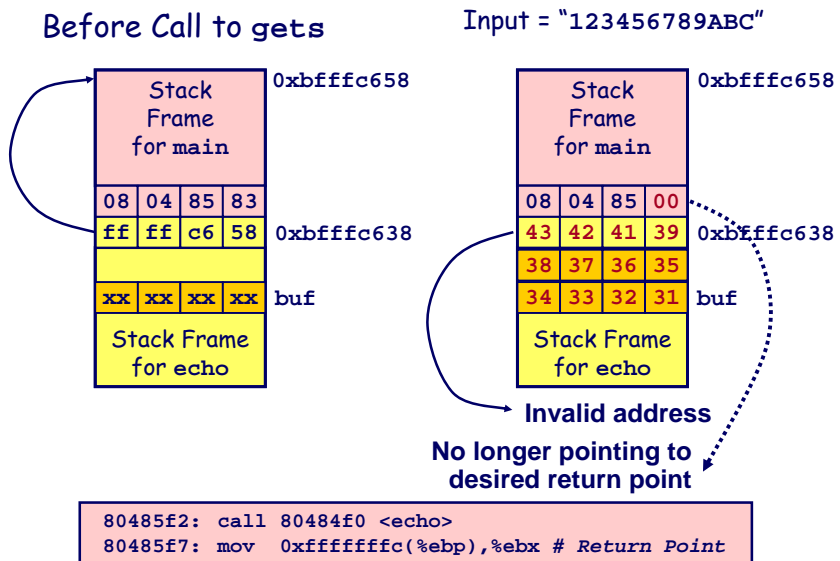 Before Call to gets
Input = "123456789ABC"
Stack
Frame
for main
0xbfffc658
08 04 85 83
ff ff c6 58 0xbfffc638
xx xx xx xx buf
Stack Frame
for echo
Stack
Frame
for main
0xbfffc658
08 04 85 00
43 42 41 39 0xbfffc638
38 37 36 35
34 33 32 31 buf
Stack Frame
for echo
Invalid address
No longer pointing to
desired return point
80485f2: call 80484f0 <echo>
80485f7: mov 0xfffffffc(%ebp),%ebx # Return Point